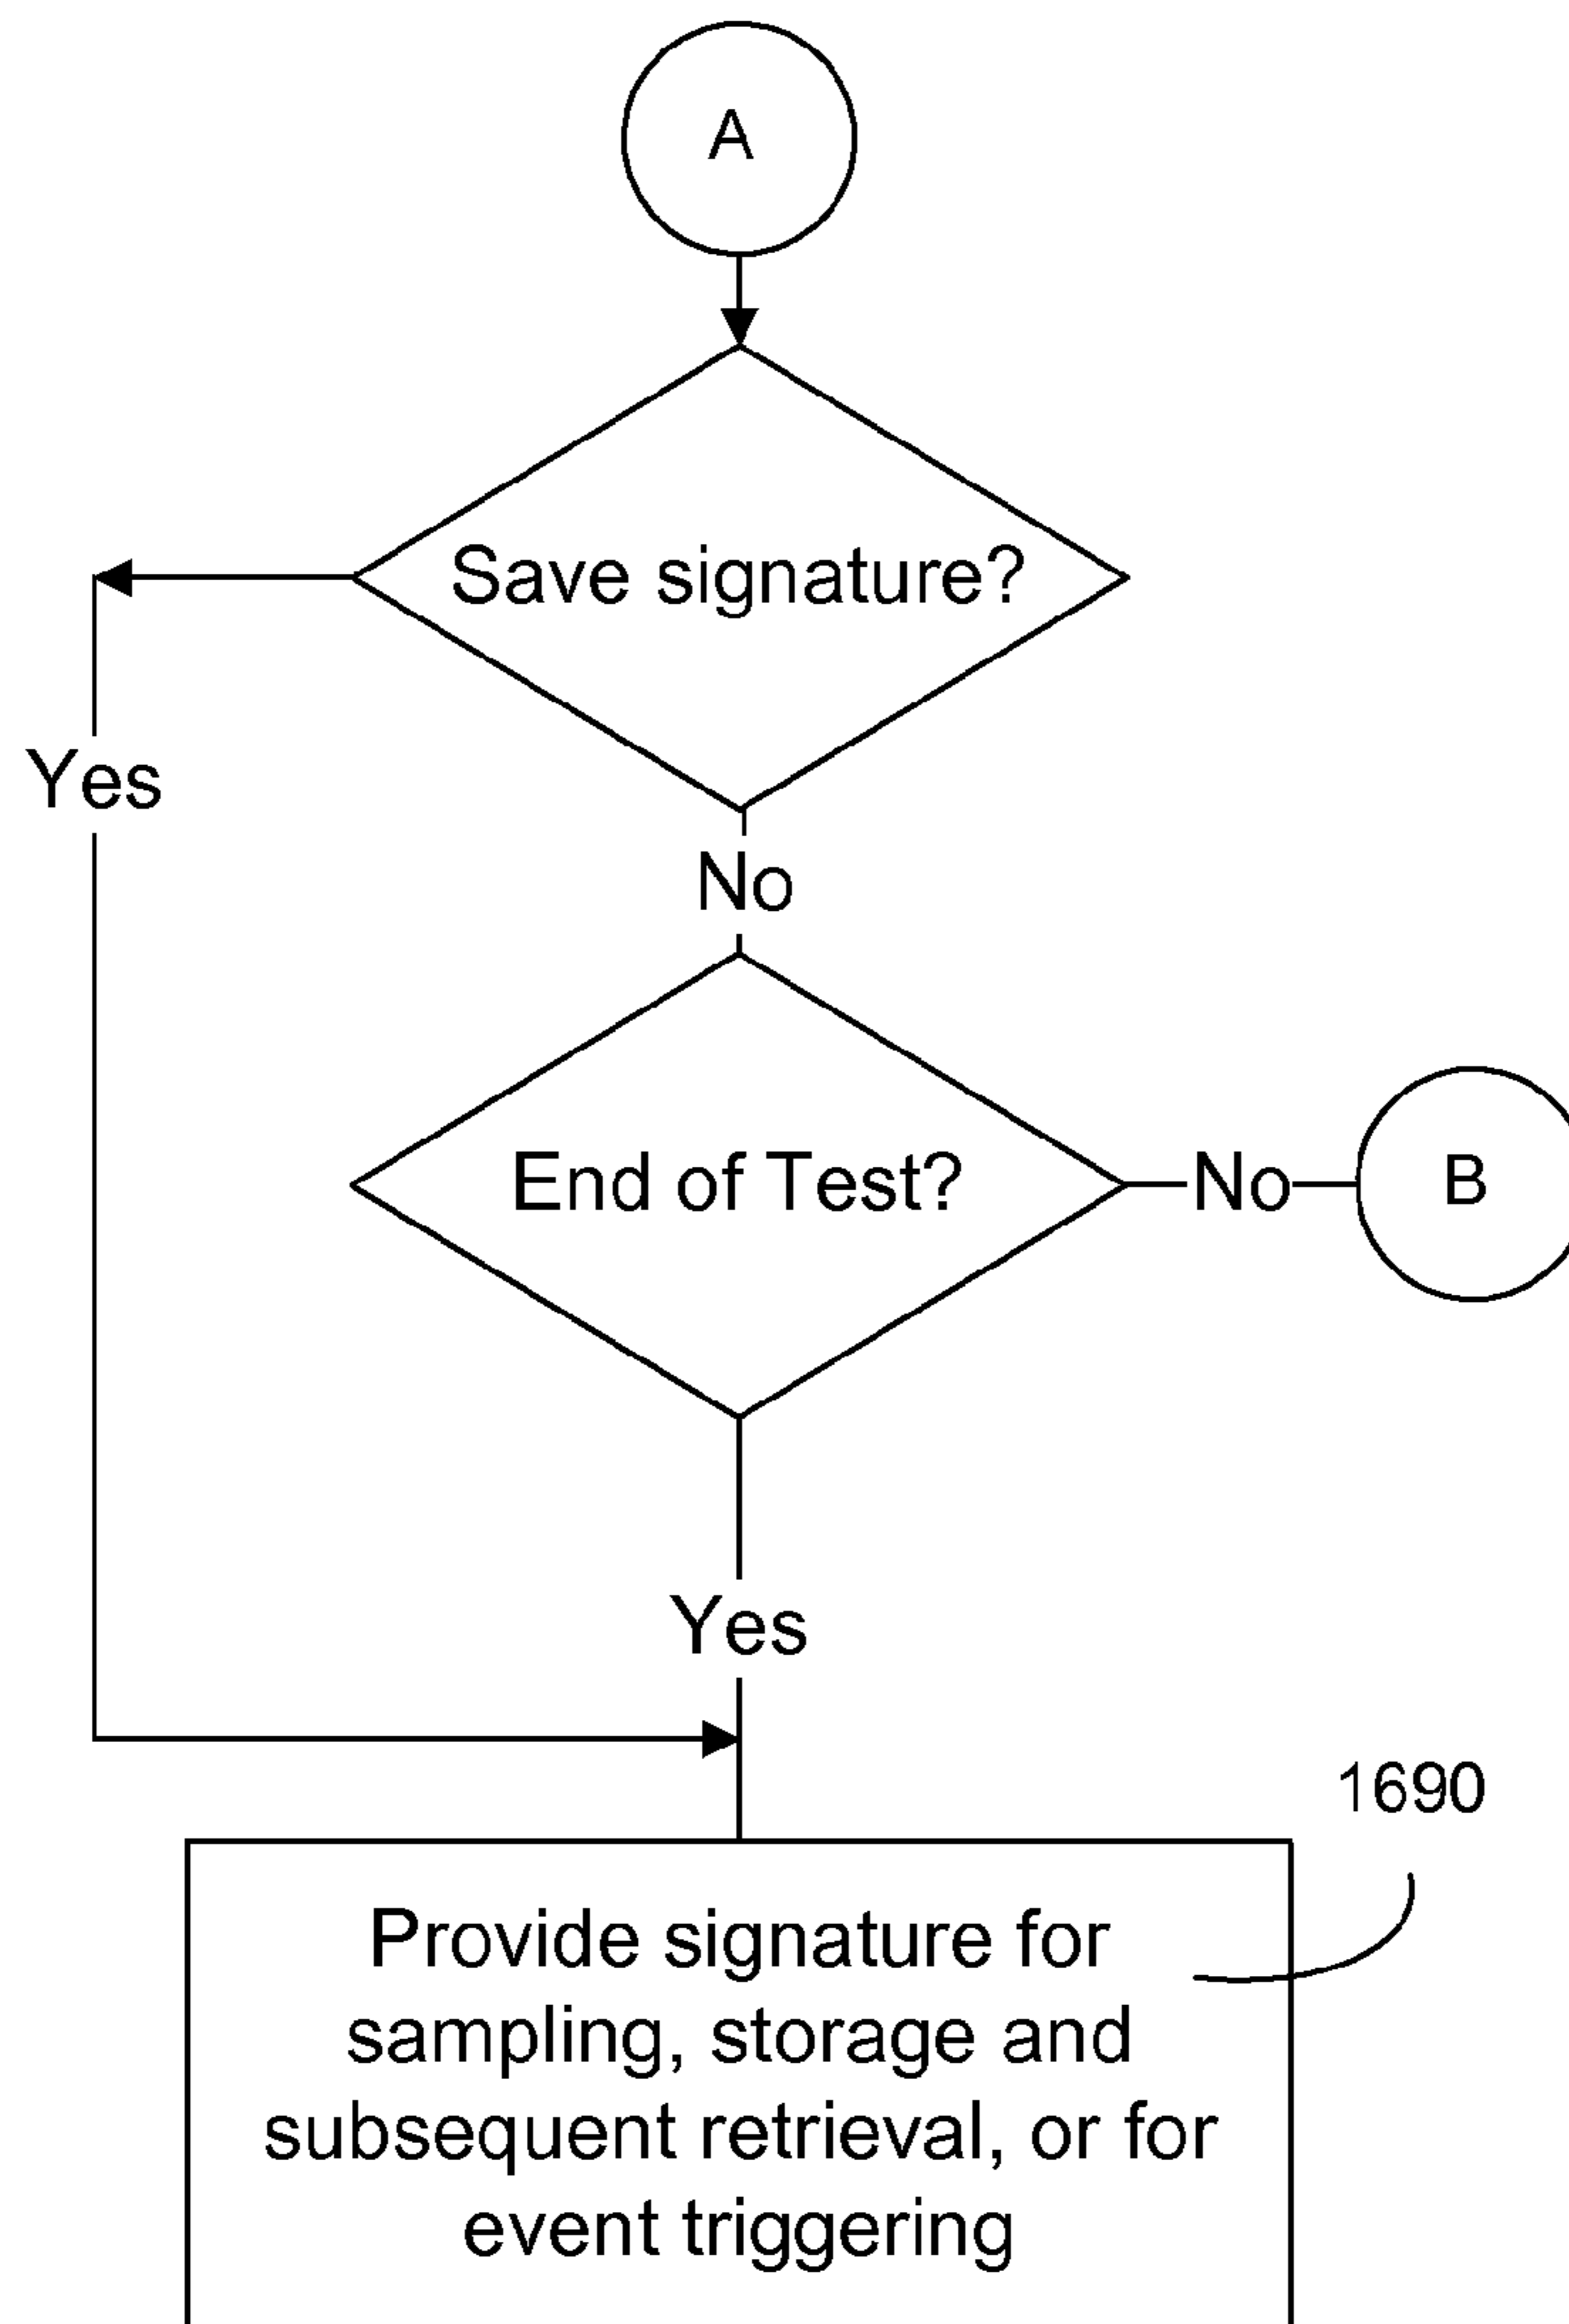 A
Save signature?
Yes
No
End of Test?
No
B
Yes
1690
Provide signature for
sampling, storage and
subsequent retrieval, or for
event triggering